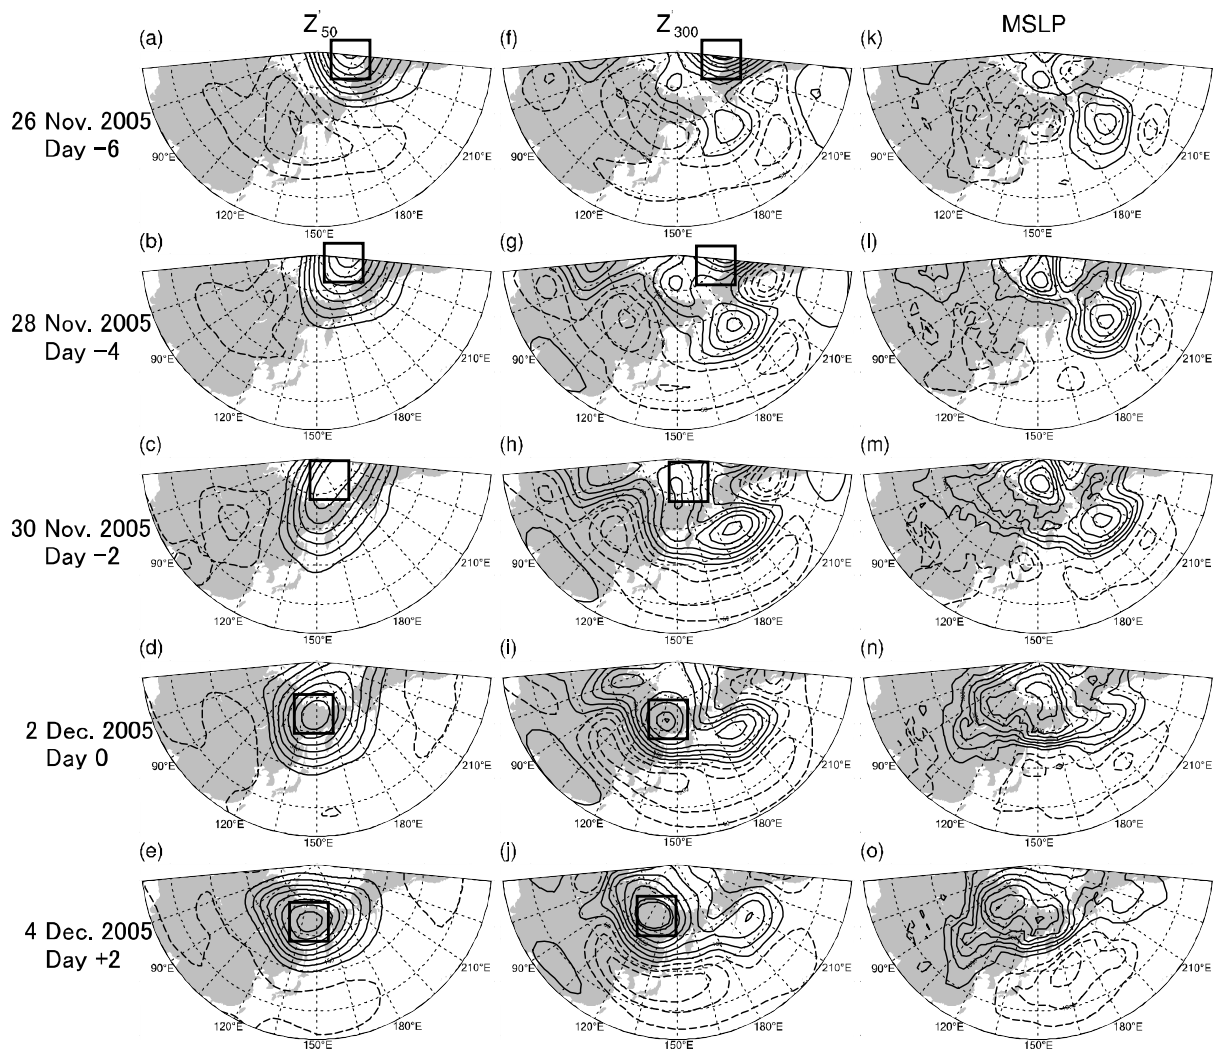 Z'50 Z'300 MSLP
(a) (f) (k)
26 Nov. 2005
Day −6
90°E 120°E 150°E 180°E 210°E
90°E 120°E 150°E 180°E 210°E
90°E 120°E 150°E 180°E 210°E
(b) (g) (l)
28 Nov. 2005
Day −4
90°E 120°E 150°E 180°E 210°E
90°E 120°E 150°E 180°E 210°E
90°E 120°E 150°E 180°E 210°E
(c) (h) (m)
30 Nov. 2005
Day −2
90°E 120°E 150°E 180°E 210°E
90°E 120°E 150°E 180°E 210°E
90°E 120°E 150°E 180°E 210°E
(d) (i) (n)
2 Dec. 2005
Day 0
90°E 120°E 150°E 180°E 210°E
90°E 120°E 150°E 180°E 210°E
90°E 120°E 150°E 180°E 210°E
(e) (j) (o)
4 Dec. 2005
Day +2
90°E 120°E 150°E 180°E 210°E
90°E 120°E 150°E 180°E 210°E
90°E 120°E 150°E 180°E 210°E